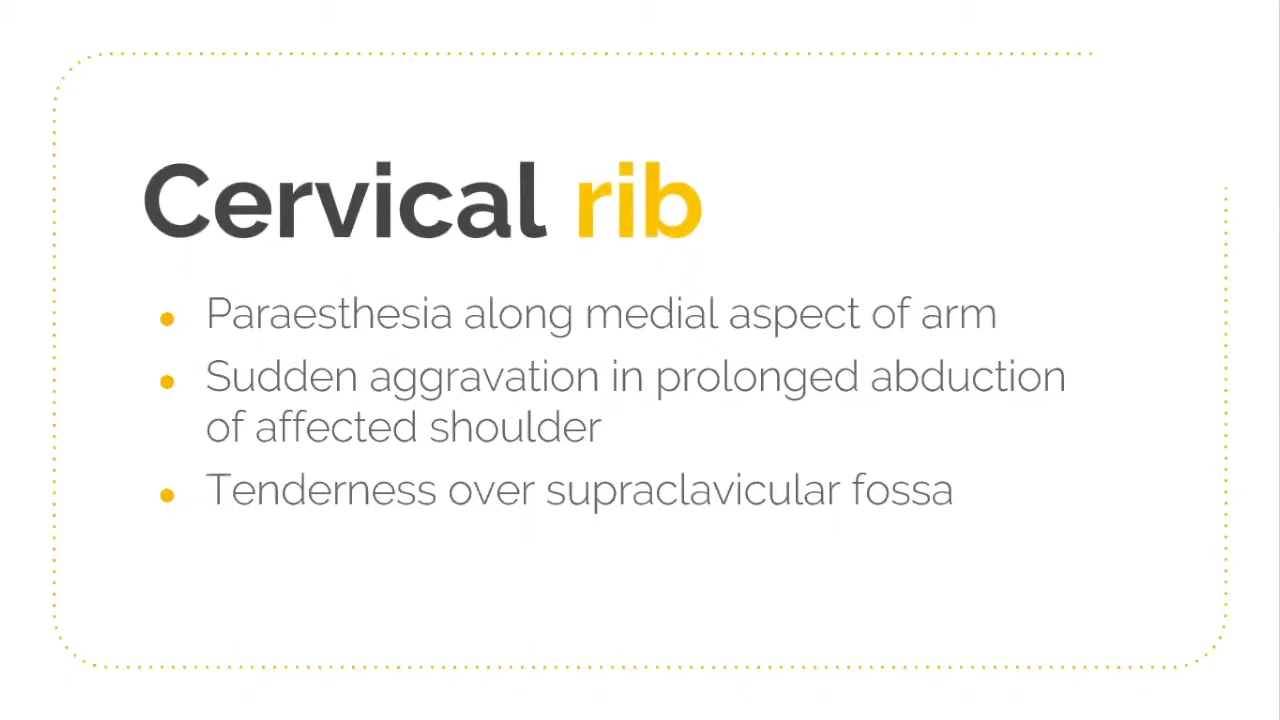 Cervical rib
Paraesthesia along medial aspect of arm
Sudden aggravation in prolonged abduction
of affected shoulder
Tenderness over supraclavicular fossa